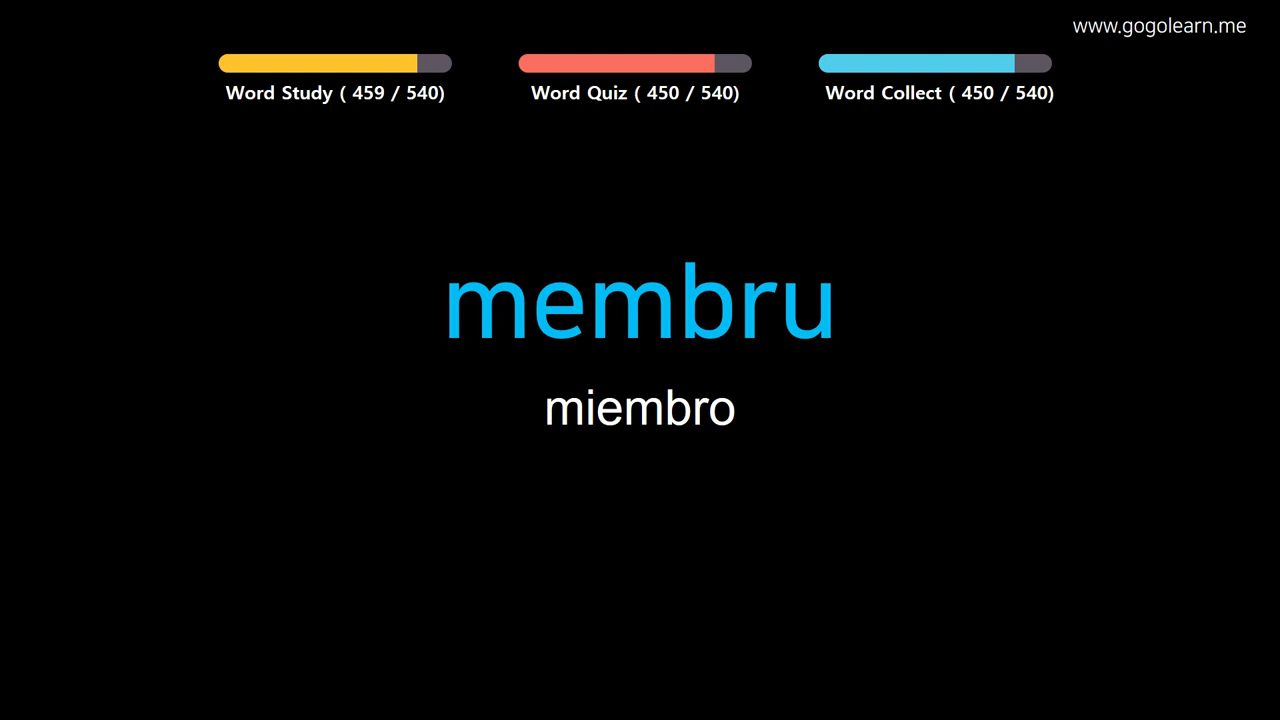 www.gogolearn.me
Word Study ( 459 / 540)
Word Quiz ( 450 / 540)
Word Collect ( 450 / 540)
membru
miembro